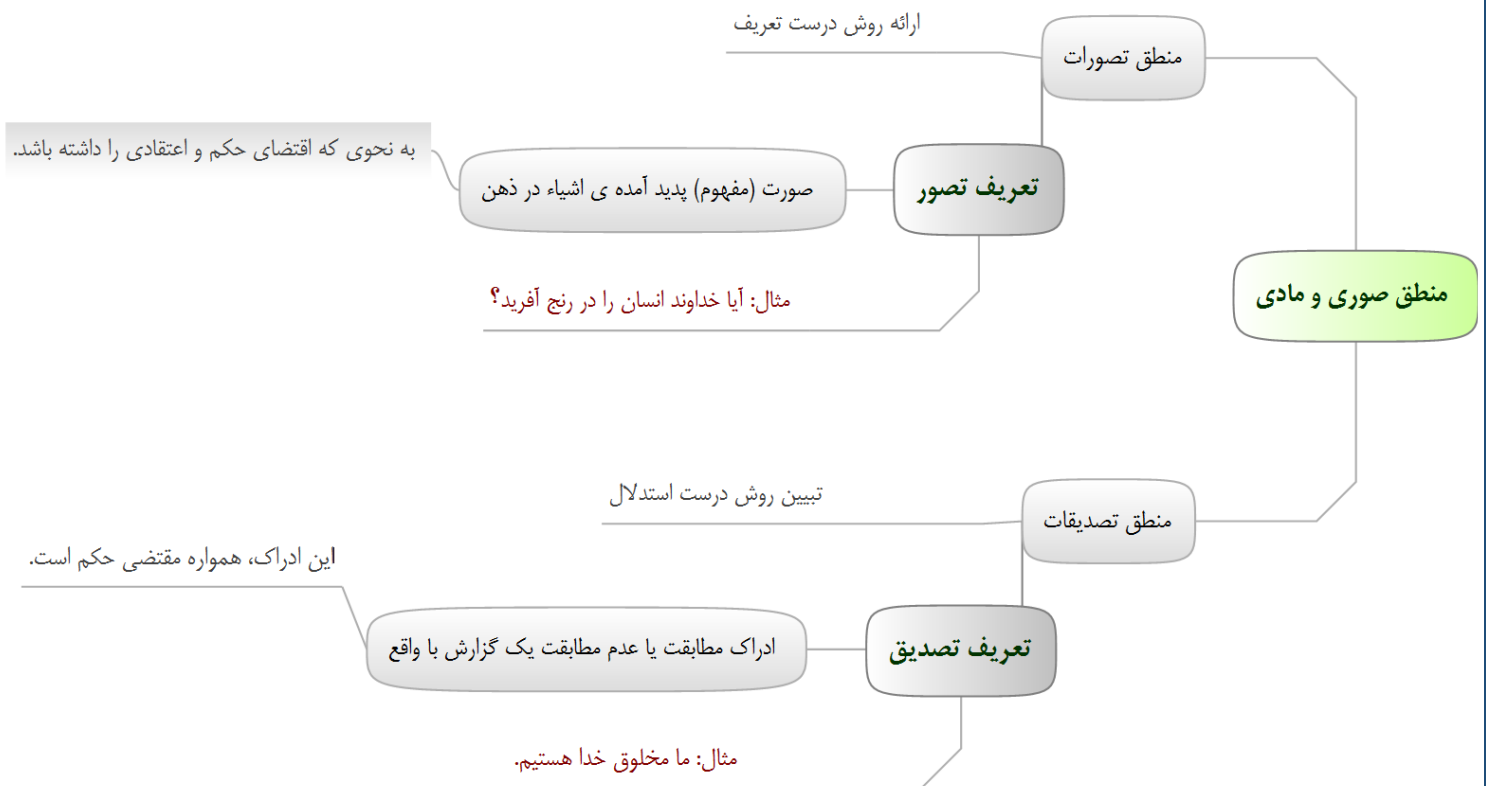 منطق صوری و مادی
منطق تصورات
ارائه روش درست تعریف
تعریف تصور
صورت (مفهوم) پدید آمده ی اشیاء در ذهن
به نحوی که اقتضای حکم و اعتقادی را داشته باشد.
مثال: آیا خداوند انسان را در رنج آفرید؟
منطق تصدیقات
تبیین روش درست استدلال
تعریف تصدیق
ادراک مطابقت یا عدم مطابقت یک گزارش با واقع
این ادراک، همواره مقتضی حکم است.
مثال: ما مخلوق خدا هستیم.